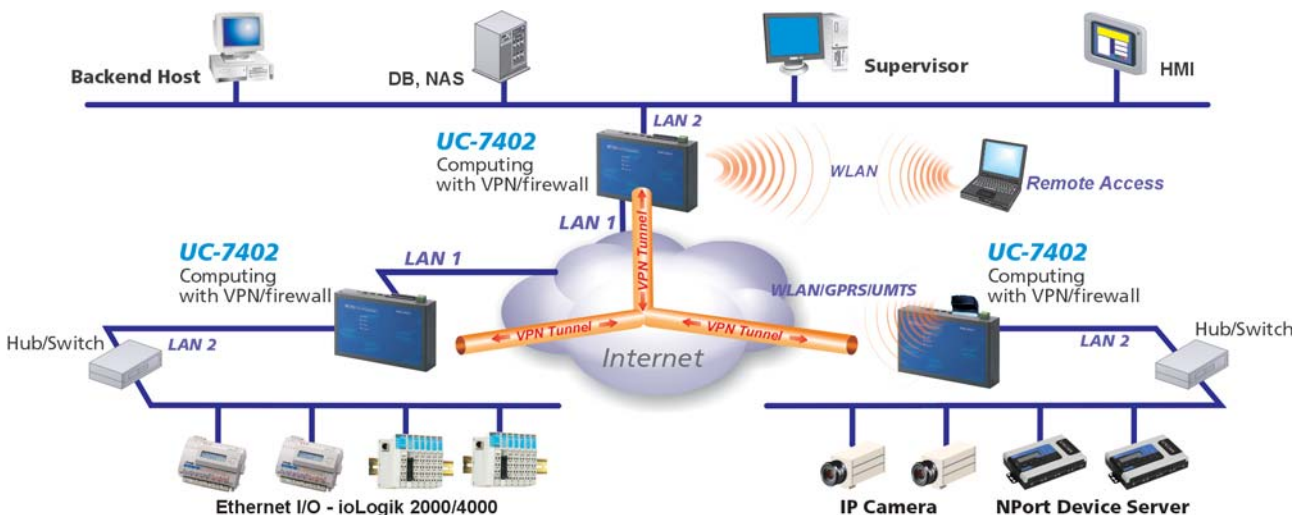 Backend Host
DB, NAS
Supervisor
HMI
LAN 2
UC-7402
Computing
with VPN/firewall
WLAN
Remote Access
LAN 1
VPN Tunnel
UC-7402
Computing
with VPN/firewall
LAN 1
UC-7402
Computing
with VPN/firewall
WLAN/GPRS/UMTS
Hub/Switch
LAN 2
VPN Tunnel
VPN Tunnel
Internet
LAN 2
Hub/Switch
Ethernet I/O - ioLogik 2000/4000
IP Camera
NPort Device Server